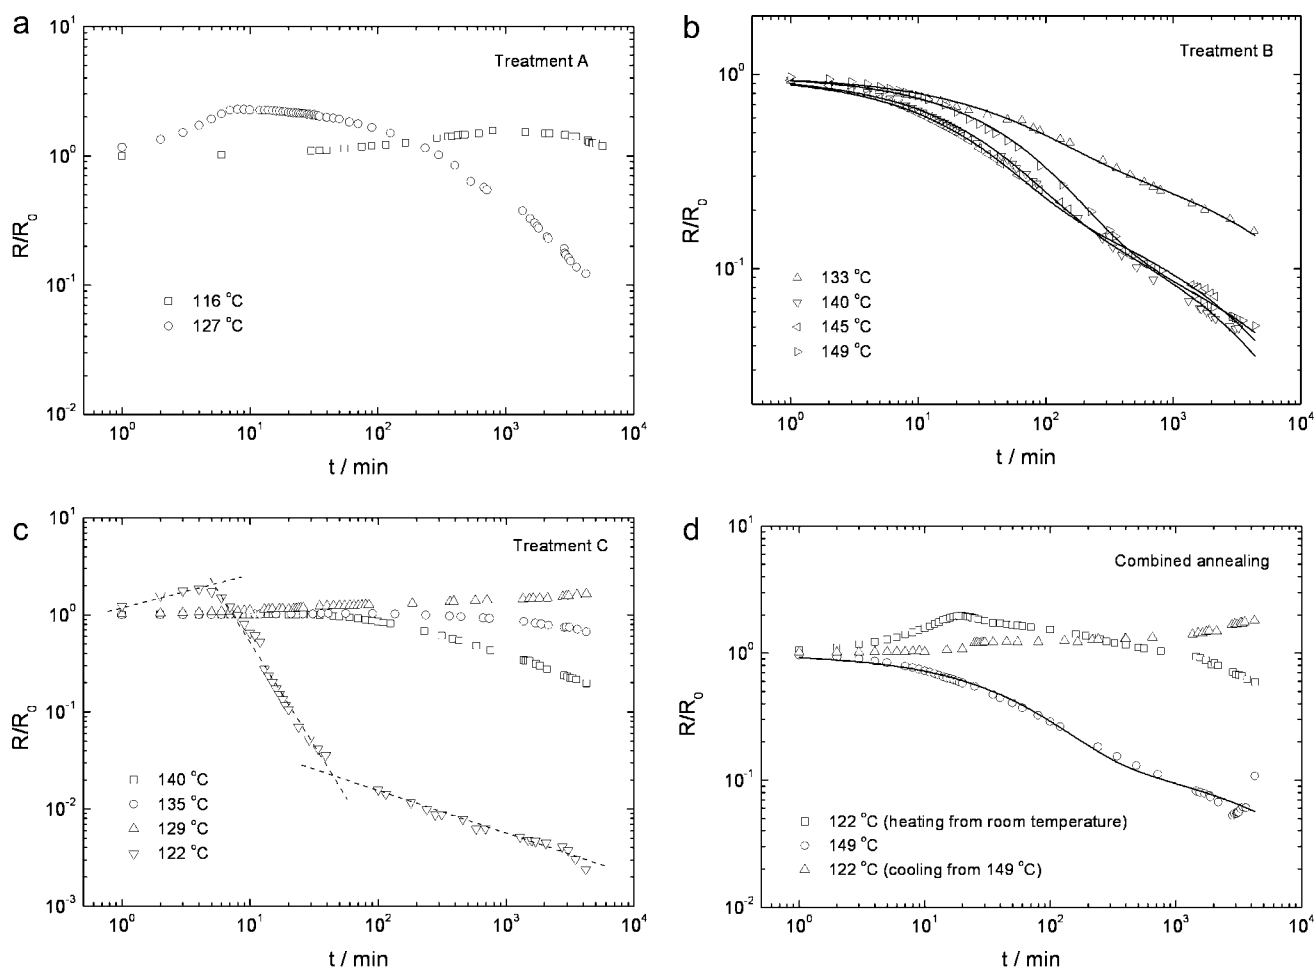 a
Treatment A
10^1
10^0
10^-1
10^-2
R/R_0
□ 116 °C
○ 127 °C
10^0 10^1 10^2 10^3 10^4
t / min
b
Treatment B
10^0
10^-1
R/R_0
△ 133 °C
▽ 140 °C
◁ 145 °C
▷ 149 °C
10^0 10^1 10^2 10^3 10^4
t / min
c
Treatment C
10^1
10^0
10^-1
10^-2
10^-3
R/R_0
□ 140 °C
○ 135 °C
△ 129 °C
▽ 122 °C
10^0 10^1 10^2 10^3 10^4
t / min
d
Combined annealing
10^1
10^0
10^-1
10^-2
R/R_0
□ 122 °C (heating from room temperature)
○ 149 °C
△ 122 °C (cooling from 149 °C)
10^0 10^1 10^2 10^3 10^4
t / min